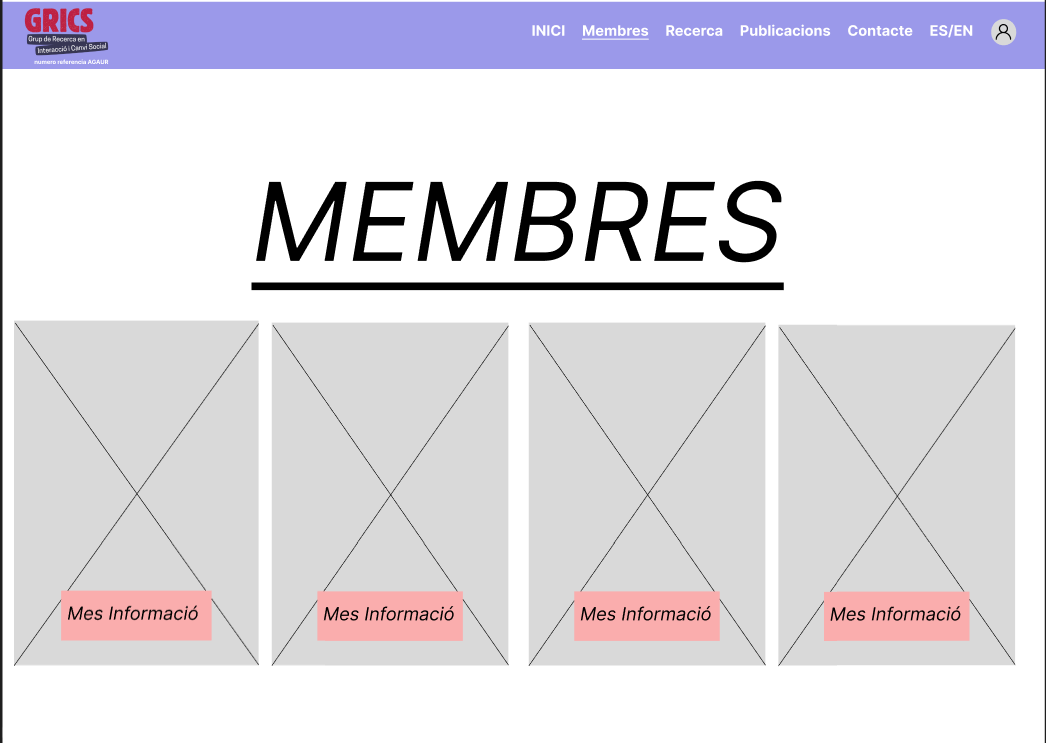 GRICS
Grup de Recerca en
Interacció i Canvi Social
numero referencia AGAUR
INICI Membres Recerca Publicacions Contacte ES/EN
MEMBRES
Mes Informació Mes Informació Mes Informació Mes Informació